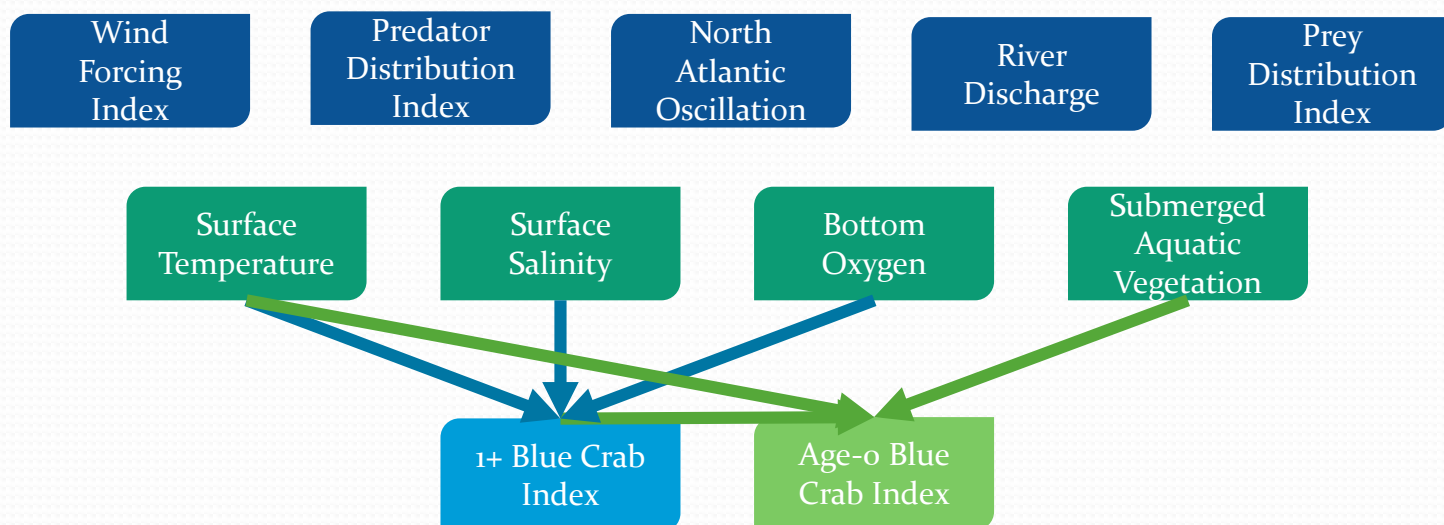 Wind
Forcing
Index
Predator
Distribution
Index
North
Atlantic
Oscillation
River
Discharge
Prey
Distribution
Index
Surface
Temperature
Surface
Salinity
Bottom
Oxygen
Submerged
Aquatic
Vegetation
1+ Blue Crab
Index
Age-0 Blue
Crab Index